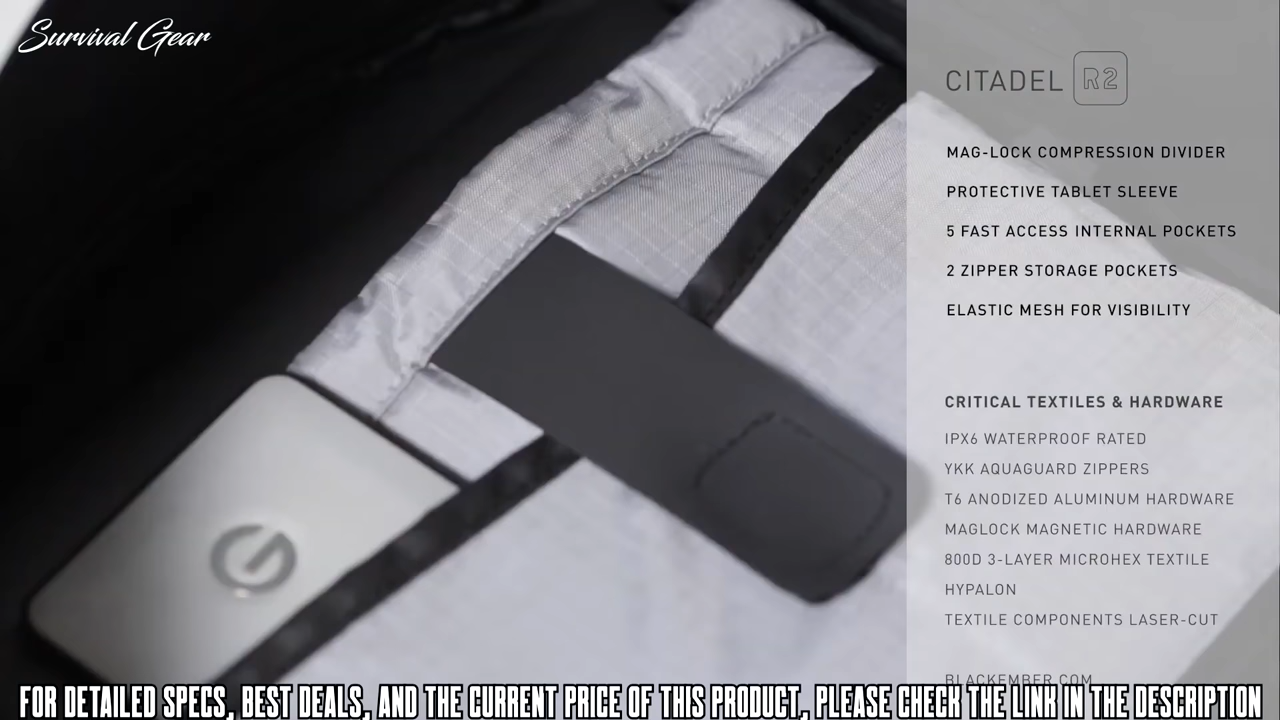 Survival Gear
CITADEL R2
MAG-LOCK COMPRESSION DIVIDER
PROTECTIVE TABLET SLEEVE
5 FAST ACCESS INTERNAL POCKETS
2 ZIPPER STORAGE POCKETS
ELASTIC MESH FOR VISIBILITY
CRITICAL TEXTILES & HARDWARE
IPX6 WATERPROOF RATED
YKK AQUAGUARD ZIPPERS
T6 ANODIZED ALUMINUM HARDWARE
MAGLOCK MAGNETIC HARDWARE
800D 3-LAYER MICROHEX TEXTILE
HYPALON
TEXTILE COMPONENTS LASER-CUT
BLACKEMBER.COM
G
FOR DETAILED SPECS, BEST DEALS, AND THE CURRENT PRICE OF THIS PRODUCT, PLEASE CHECK THE LINK IN THE DESCRIPTION